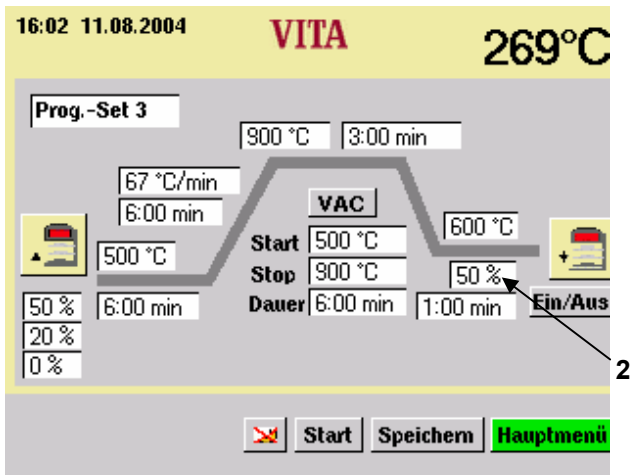 16:02 11.08.2004 VITA 269°C
Prog.-Set 3
900 °C 3:00 min
67 °C/min
6:00 min
VAC
500 °C
Start 500 °C
600 °C
Stop 900 °C
50 %
50 % 6:00 min
Dauer 6:00 min
1:00 min
Ein/Aus
20 %
0 %
2
Start Speichern Hauptmenü